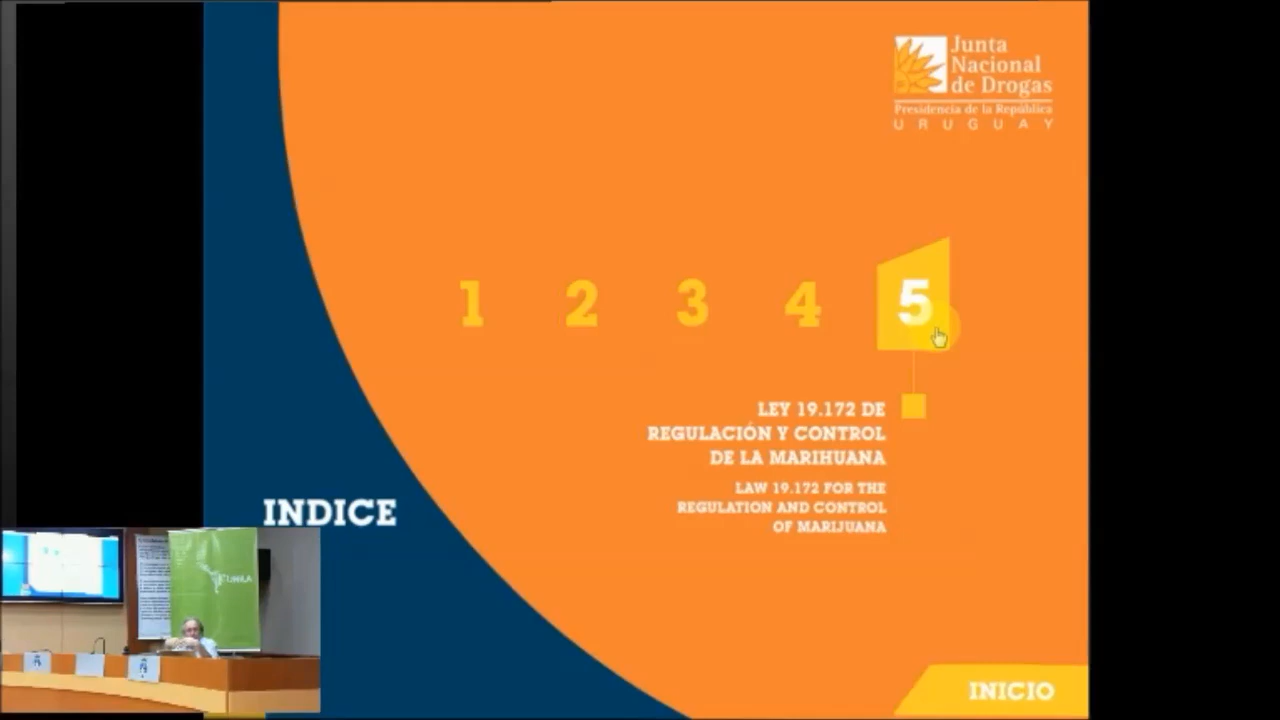 Junta
Nacional
de Drogas
Presidencia de la República
URUGUAY
1 2 3 4 5
LEY 19.172 DE
REGULACIÓN Y CONTROL
DE LA MARIHUANA
LAW 19.172 FOR THE
REGULATION AND CONTROL
OF MARIJUANA
INDICE
INICIO